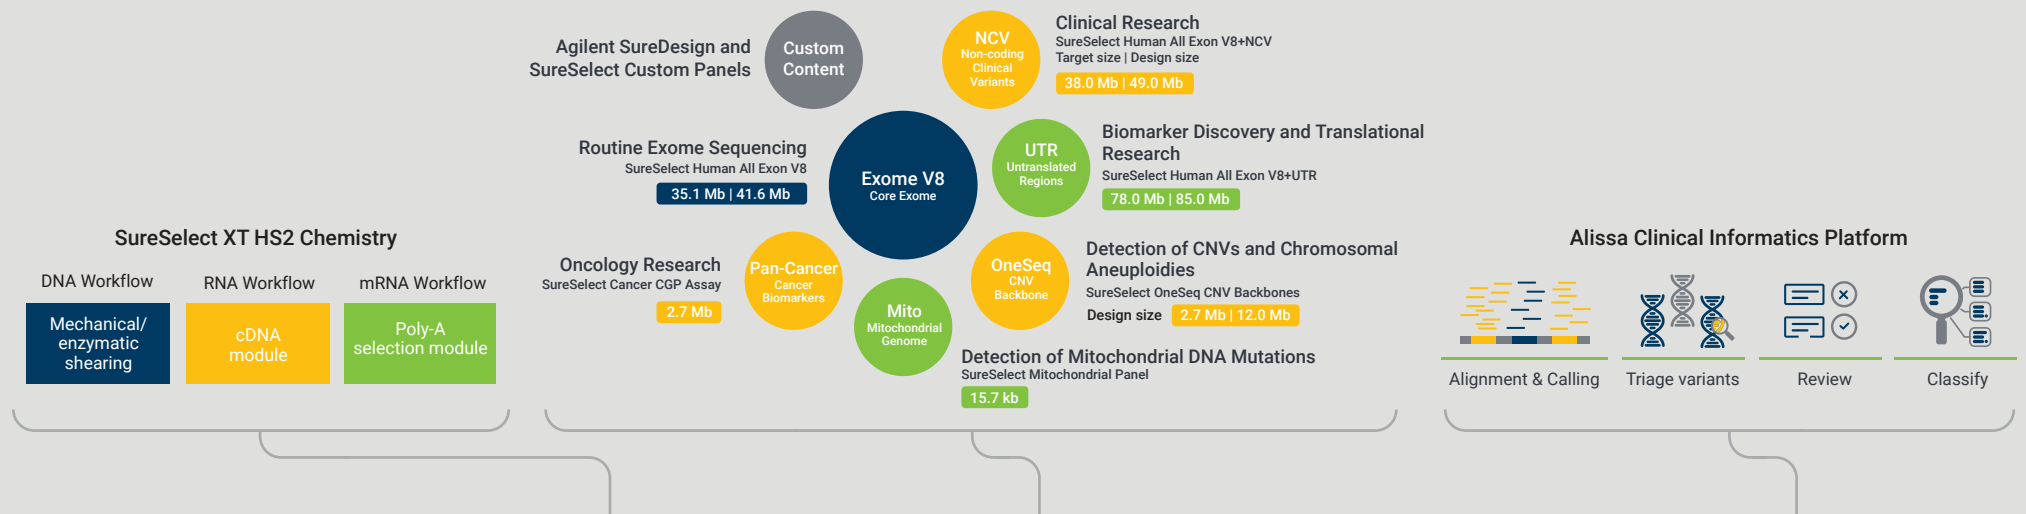 SureSelect XT HS2 Chemistry
DNA Workflow
Mechanical/
enzymatic
shearing
RNA Workflow
cDNA
module
mRNA Workflow
Poly-A
selection module
Agilent SureDesign and
SureSelect Custom Panels
Custom
Content
NCV
Non-coding
Clinical
Variants
Clinical Research
SureSelect Human All Exon V8+NCV
Target size | Design size
38.0 Mb | 49.0 Mb
Routine Exome Sequencing
SureSelect Human All Exon V8
35.1 Mb | 41.6 Mb
Exome V8
Core Exome
UTR
Untranslated
Regions
Biomarker Discovery and Translational
Research
SureSelect Human All Exon V8+UTR
78.0 Mb | 85.0 Mb
Oncology Research
SureSelect Cancer CGP Assay
2.7 Mb
Pan-Cancer
Cancer
Biomarkers
Mito
Mitochondrial
Genome
OneSeq
CNV
Backbone
Detection of CNVs and Chromosomal
Aneuploidies
SureSelect OneSeq CNV Backbones
Design size 2.7 Mb | 12.0 Mb
Detection of Mitochondrial DNA Mutations
SureSelect Mitochondrial Panel
15.7 kb
Alissa Clinical Informatics Platform
Alignment & Calling
Triage variants
Review
Classify